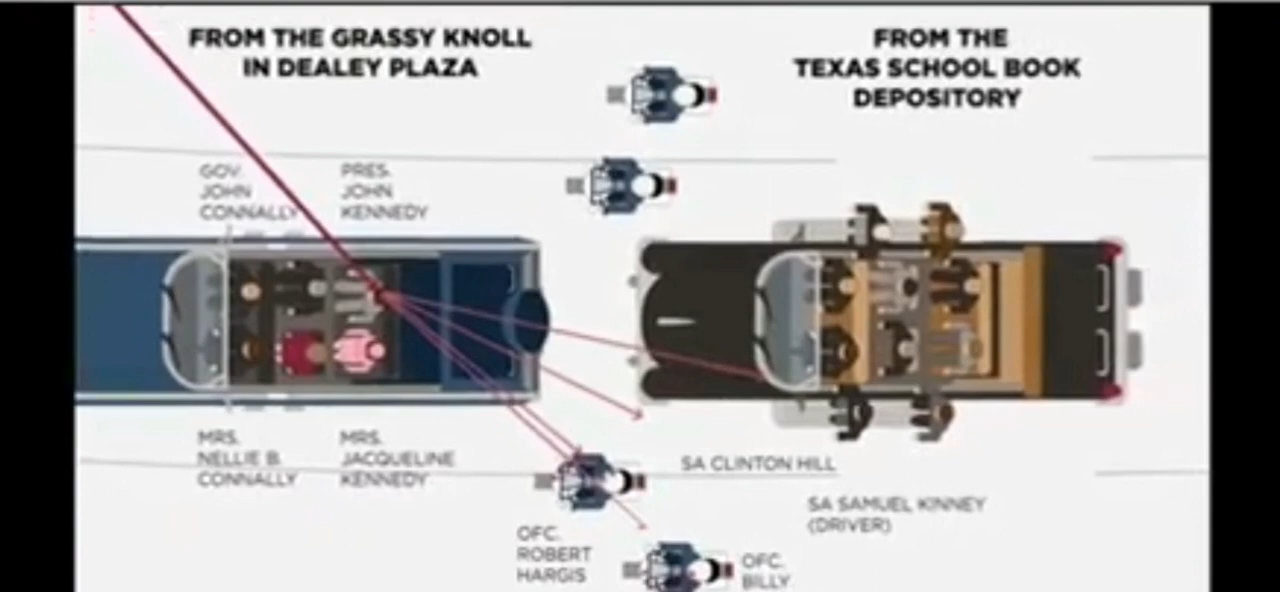 FROM THE GRASSY KNOLL
IN DEALEY PLAZA
FROM THE
TEXAS SCHOOL BOOK
DEPOSITORY
GOV.
JOHN
CONNALLY
PRES.
JOHN
KENNEDY
MRS.
NELLIE B.
CONNALLY
MRS.
JACQUELINE
KENNEDY
SA CLINTON HILL
SA SAMUEL KINNEY
(DRIVER)
OFC.
ROBERT
HARGIS
OFC.
BILLY